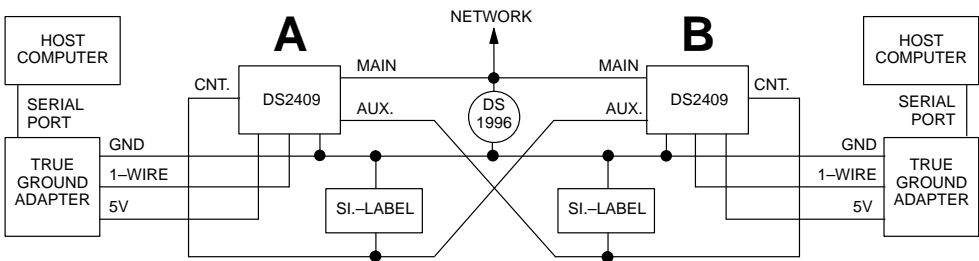 NETWORK
A
B
HOST
COMPUTER
HOST
COMPUTER
MAIN
MAIN
CNT.
CNT.
DS2409
DS2409
DS
1996
AUX.
AUX.
SERIAL
PORT
SERIAL
PORT
GND
GND
TRUE
GROUND
ADAPTER
TRUE
GROUND
ADAPTER
1–WIRE
1–WIRE
5V
5V
SI.–LABEL
SI.–LABEL